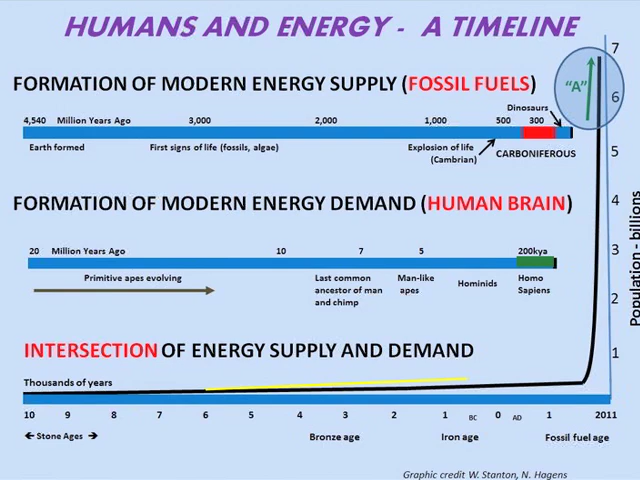 HUMANS AND ENERGY - A TIMELINE
FORMATION OF MODERN ENERGY SUPPLY (FOSSIL FUELS)
"A"
Dinosaurs
4,540 Million Years Ago 3,000 2,000 1,000 500 300
Earth formed First signs of life (fossils, algae) Explosion of life
(Cambrian) CARBONIFEROUS
FORMATION OF MODERN ENERGY DEMAND (HUMAN BRAIN)
20 Million Years Ago 10 7 5 200kya
Primitive apes evolving Last common Man-like Hominids Homo
ancestor of man apes Sapiens
and chimp
INTERSECTION OF ENERGY SUPPLY AND DEMAND
Thousands of years
10 9 8 7 6 5 4 3 2 1 BC 0 AD 1 2011
Stone Ages Bronze age Iron age Fossil fuel age
7
6
5
4
3
2
1
Population - billions
Graphic credit W. Stanton, N. Hagens